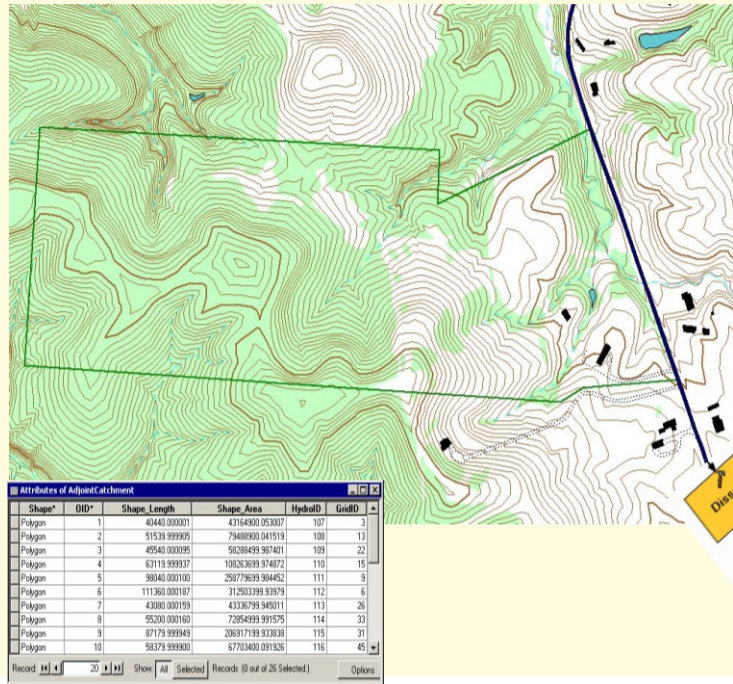 Diss
Attributes of AdjointCatchment
Shape* OID* Shape_Length Shape_Area HydroID GridID
Polygon 1 40440.000001 43164900.053007 107 3
Polygon 2 51539.999905 79488900.041519 108 13
Polygon 3 45540.000095 58288499.987401 109 22
Polygon 4 63119.999937 108263699.974872 110 15
Polygon 5 98040.000100 258779699.984452 111 9
Polygon 6 111360.000187 312503399.93979 112 6
Polygon 7 43080.000159 43336799.945011 113 26
Polygon 8 55200.000160 72854999.991575 114 33
Polygon 9 87179.999949 206917199.933838 115 31
Polygon 10 58379.999900 67703400.091926 116 45
Record: 20 Show: All Selected Records (0 out of 26 Selected.) Options